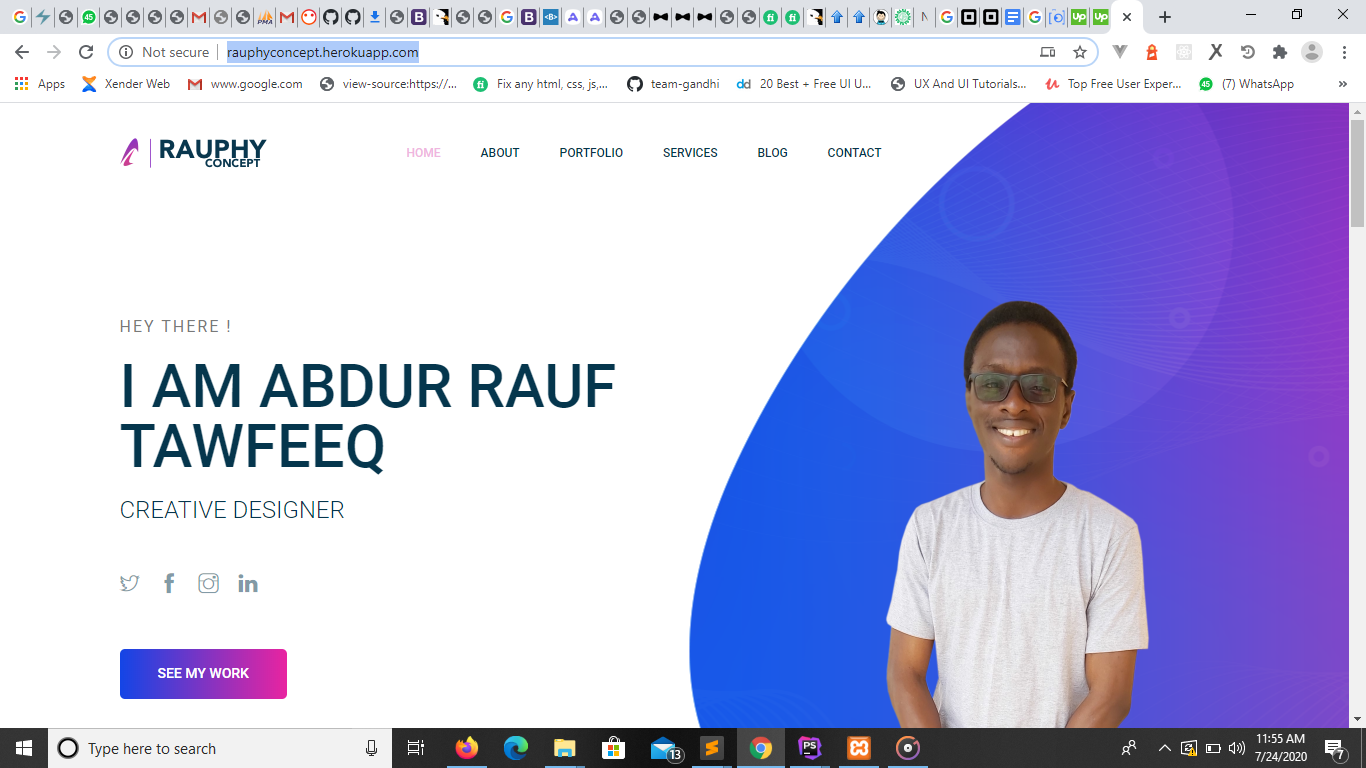 Not secure
rauphyconcept.herokuapp.com
Apps
Xender Web
www.google.com
view-source:https://...
Fix any html, css, js,...
team-gandhi
20 Best + Free UI U...
UX And UI Tutorials...
Top Free User Exper...
(7) WhatsApp
RAUPHY
CONCEPT
HOME
ABOUT
PORTFOLIO
SERVICES
BLOG
CONTACT
HEY THERE !
I AM ABDUR RAUF
TAWFEEQ
CREATIVE DESIGNER
SEE MY WORK
Type here to search
13
11:55 AM
7/24/2020
7